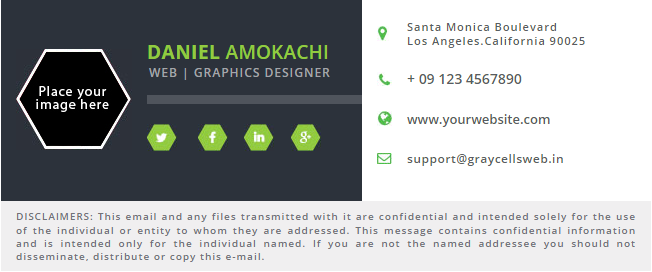 Place your
image here
DANIEL AMOKACHI
WEB | GRAPHICS DESIGNER
in
g+
Santa Monica Boulevard
Los Angeles.California 90025
+ 09 123 4567890
www.yourwebsite.com
support@graycellsweb.in
DISCLAIMERS: This email and any files transmitted with it are confidential and intended solely for the use
of the individual or entity to whom they are addressed. This message contains confidential information
and is intended only for the individual named. If you are not the named addressee you should not
disseminate, distribute or copy this e-mail.